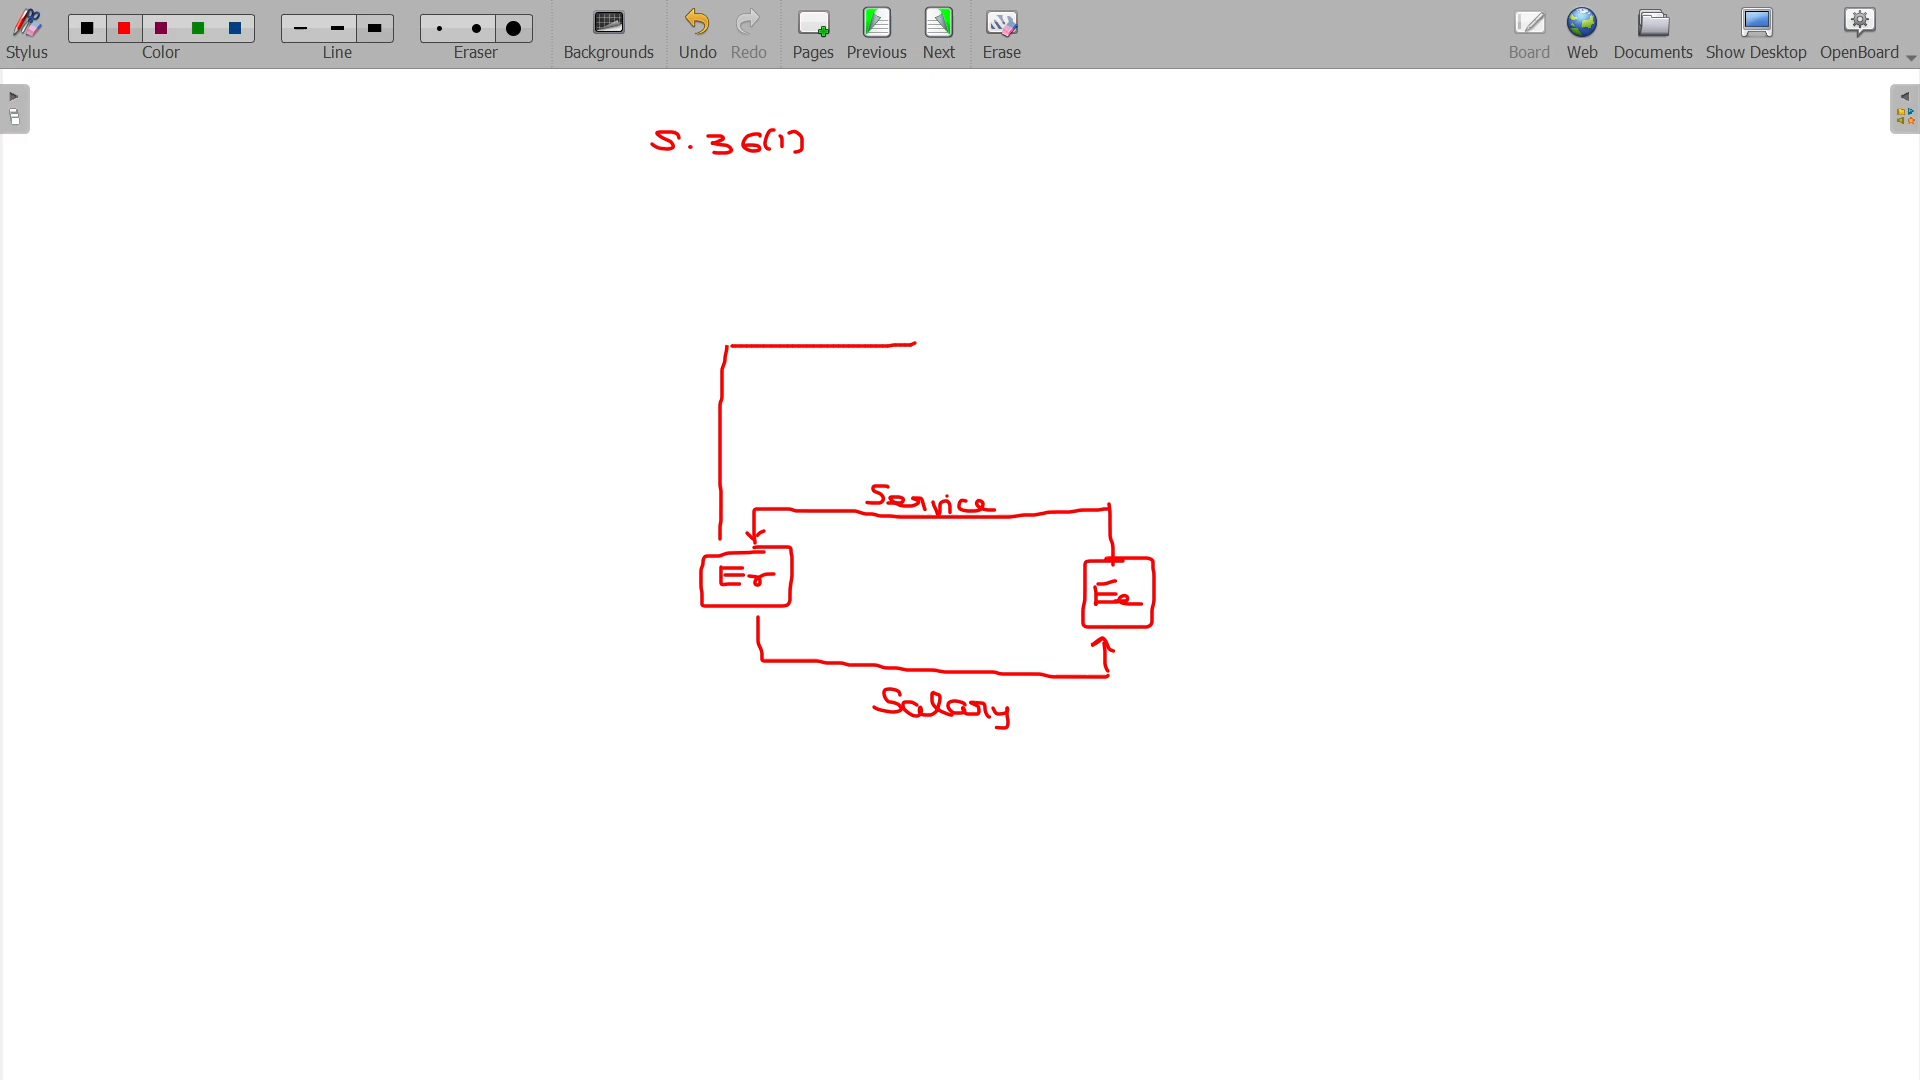 Stylus Color Line Eraser Backgrounds Undo Redo Pages Previous Next Erase Board Web Documents Show Desktop OpenBoard
S. 36(1)
Service
Er
Ee
Salary